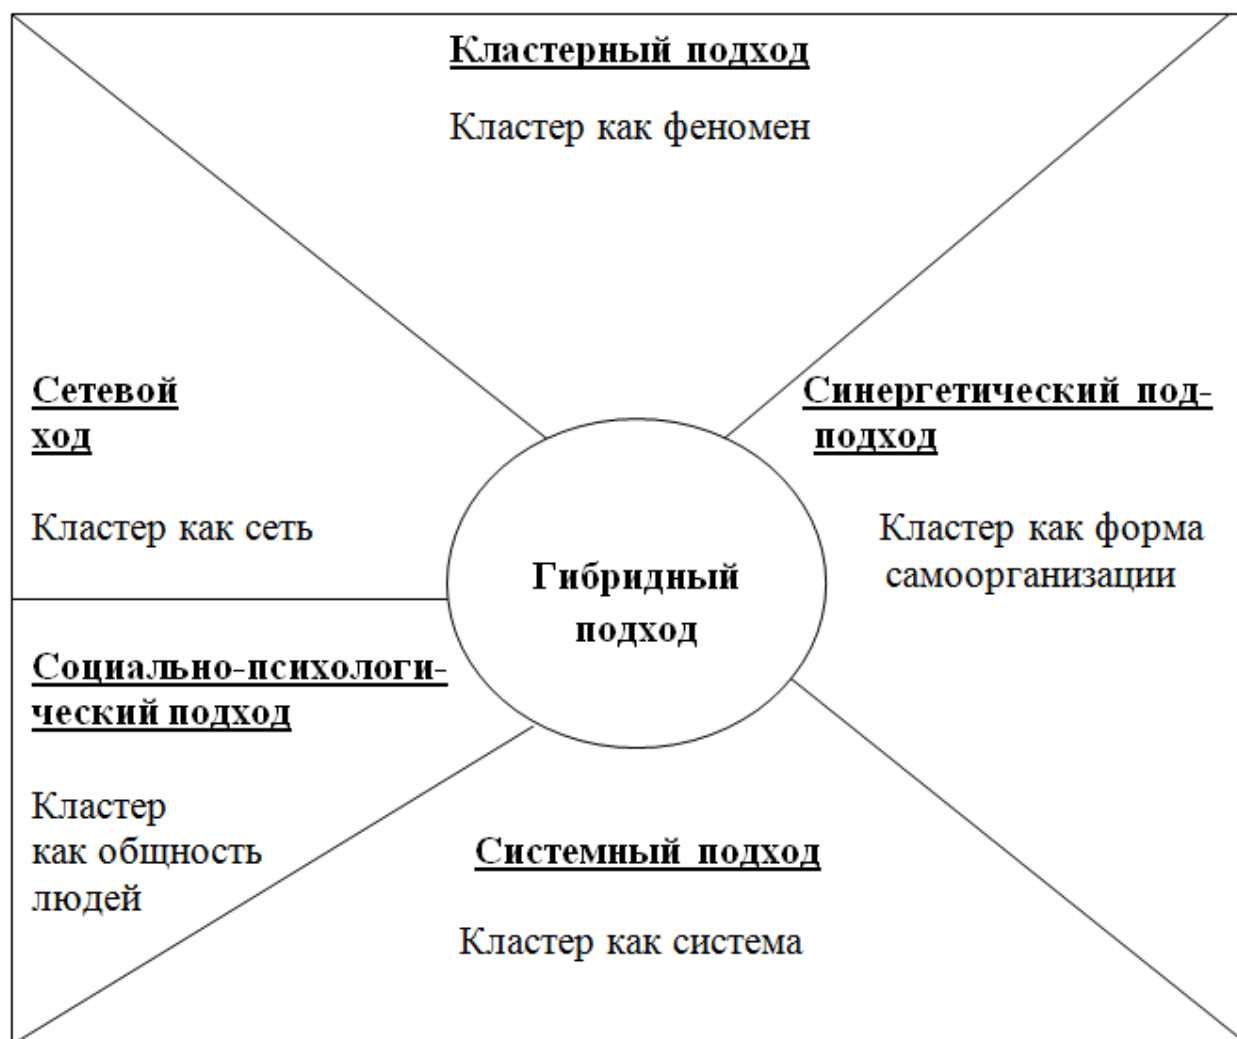 Кластерный подход
Кластер как феномен
Сетевой
ход
Кластер как сеть
Синергетический под-
подход
Кластер как форма
самоорганизации
Гибридный
подход
Социально-психологи-
ческий подход
Кластер
как общность
людей
Системный подход
Кластер как система